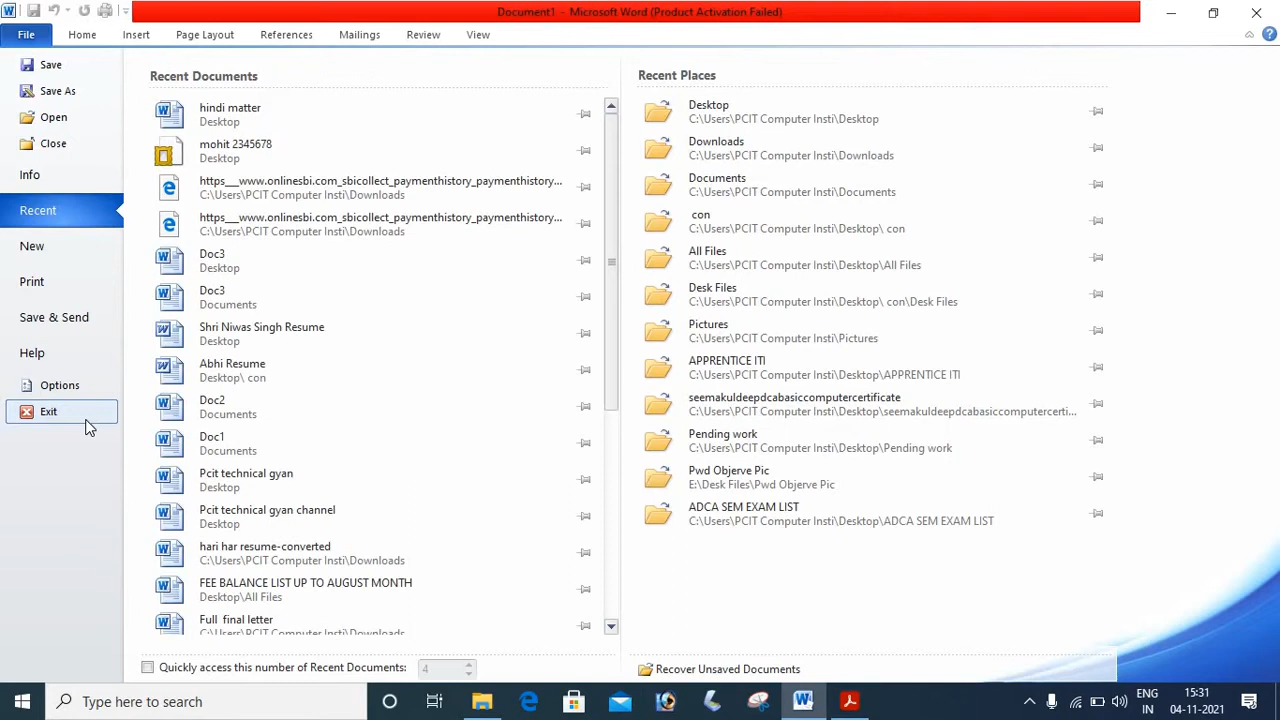 Document1 - Microsoft Word (Product Activation Failed)
File Home Insert Page Layout References Mailings Review View
Save
Save As
Open
Close
Info
Recent
New
Print
Save & Send
Help
Options
Exit
Recent Documents
hindi matter
Desktop
mohit 2345678
Desktop
https___www.onlinesbi.com_sbicollect_paymenthistory_paymenthistory...
C:\Users\PCIT Computer Insti\Downloads
https___www.onlinesbi.com_sbicollect_paymenthistory_paymenthistory...
C:\Users\PCIT Computer Insti\Downloads
Doc3
Desktop
Doc3
Documents
Shri Niwas Singh Resume
Desktop
Abhi Resume
Desktop\ con
Doc2
Documents
Doc1
Documents
Pcit technical gyan
Desktop
Pcit technical gyan channel
Desktop
hari har resume-converted
C:\Users\PCIT Computer Insti\Downloads
FEE BALANCE LIST UP TO AUGUST MONTH
Desktop\All Files
Full final letter
C:\Users\PCIT Computer Insti\Downloads
Quickly access this number of Recent Documents: 4
Recent Places
Desktop
C:\Users\PCIT Computer Insti\Desktop
Downloads
C:\Users\PCIT Computer Insti\Downloads
Documents
C:\Users\PCIT Computer Insti\Documents
con
C:\Users\PCIT Computer Insti\Desktop\ con
All Files
C:\Users\PCIT Computer Insti\Desktop\All Files
Desk Files
C:\Users\PCIT Computer Insti\Desktop\ con\Desk Files
Pictures
C:\Users\PCIT Computer Insti\Pictures
APPRENTICE ITI
C:\Users\PCIT Computer Insti\Desktop\APPRENTICE ITI
seemakuldeepdcabasiccomputercertificate
C:\Users\PCIT Computer Insti\Desktop\seemakuldeepdcabasiccomputercerti...
Pending work
C:\Users\PCIT Computer Insti\Desktop\Pending work
Pwd Objerve Pic
E:\Desk Files\Pwd Objerve Pic
ADCA SEM EXAM LIST
C:\Users\PCIT Computer Insti\Desktop\ADCA SEM EXAM LIST
Recover Unsaved Documents
Type here to search
ENG 15:31
IN 04-11-2021